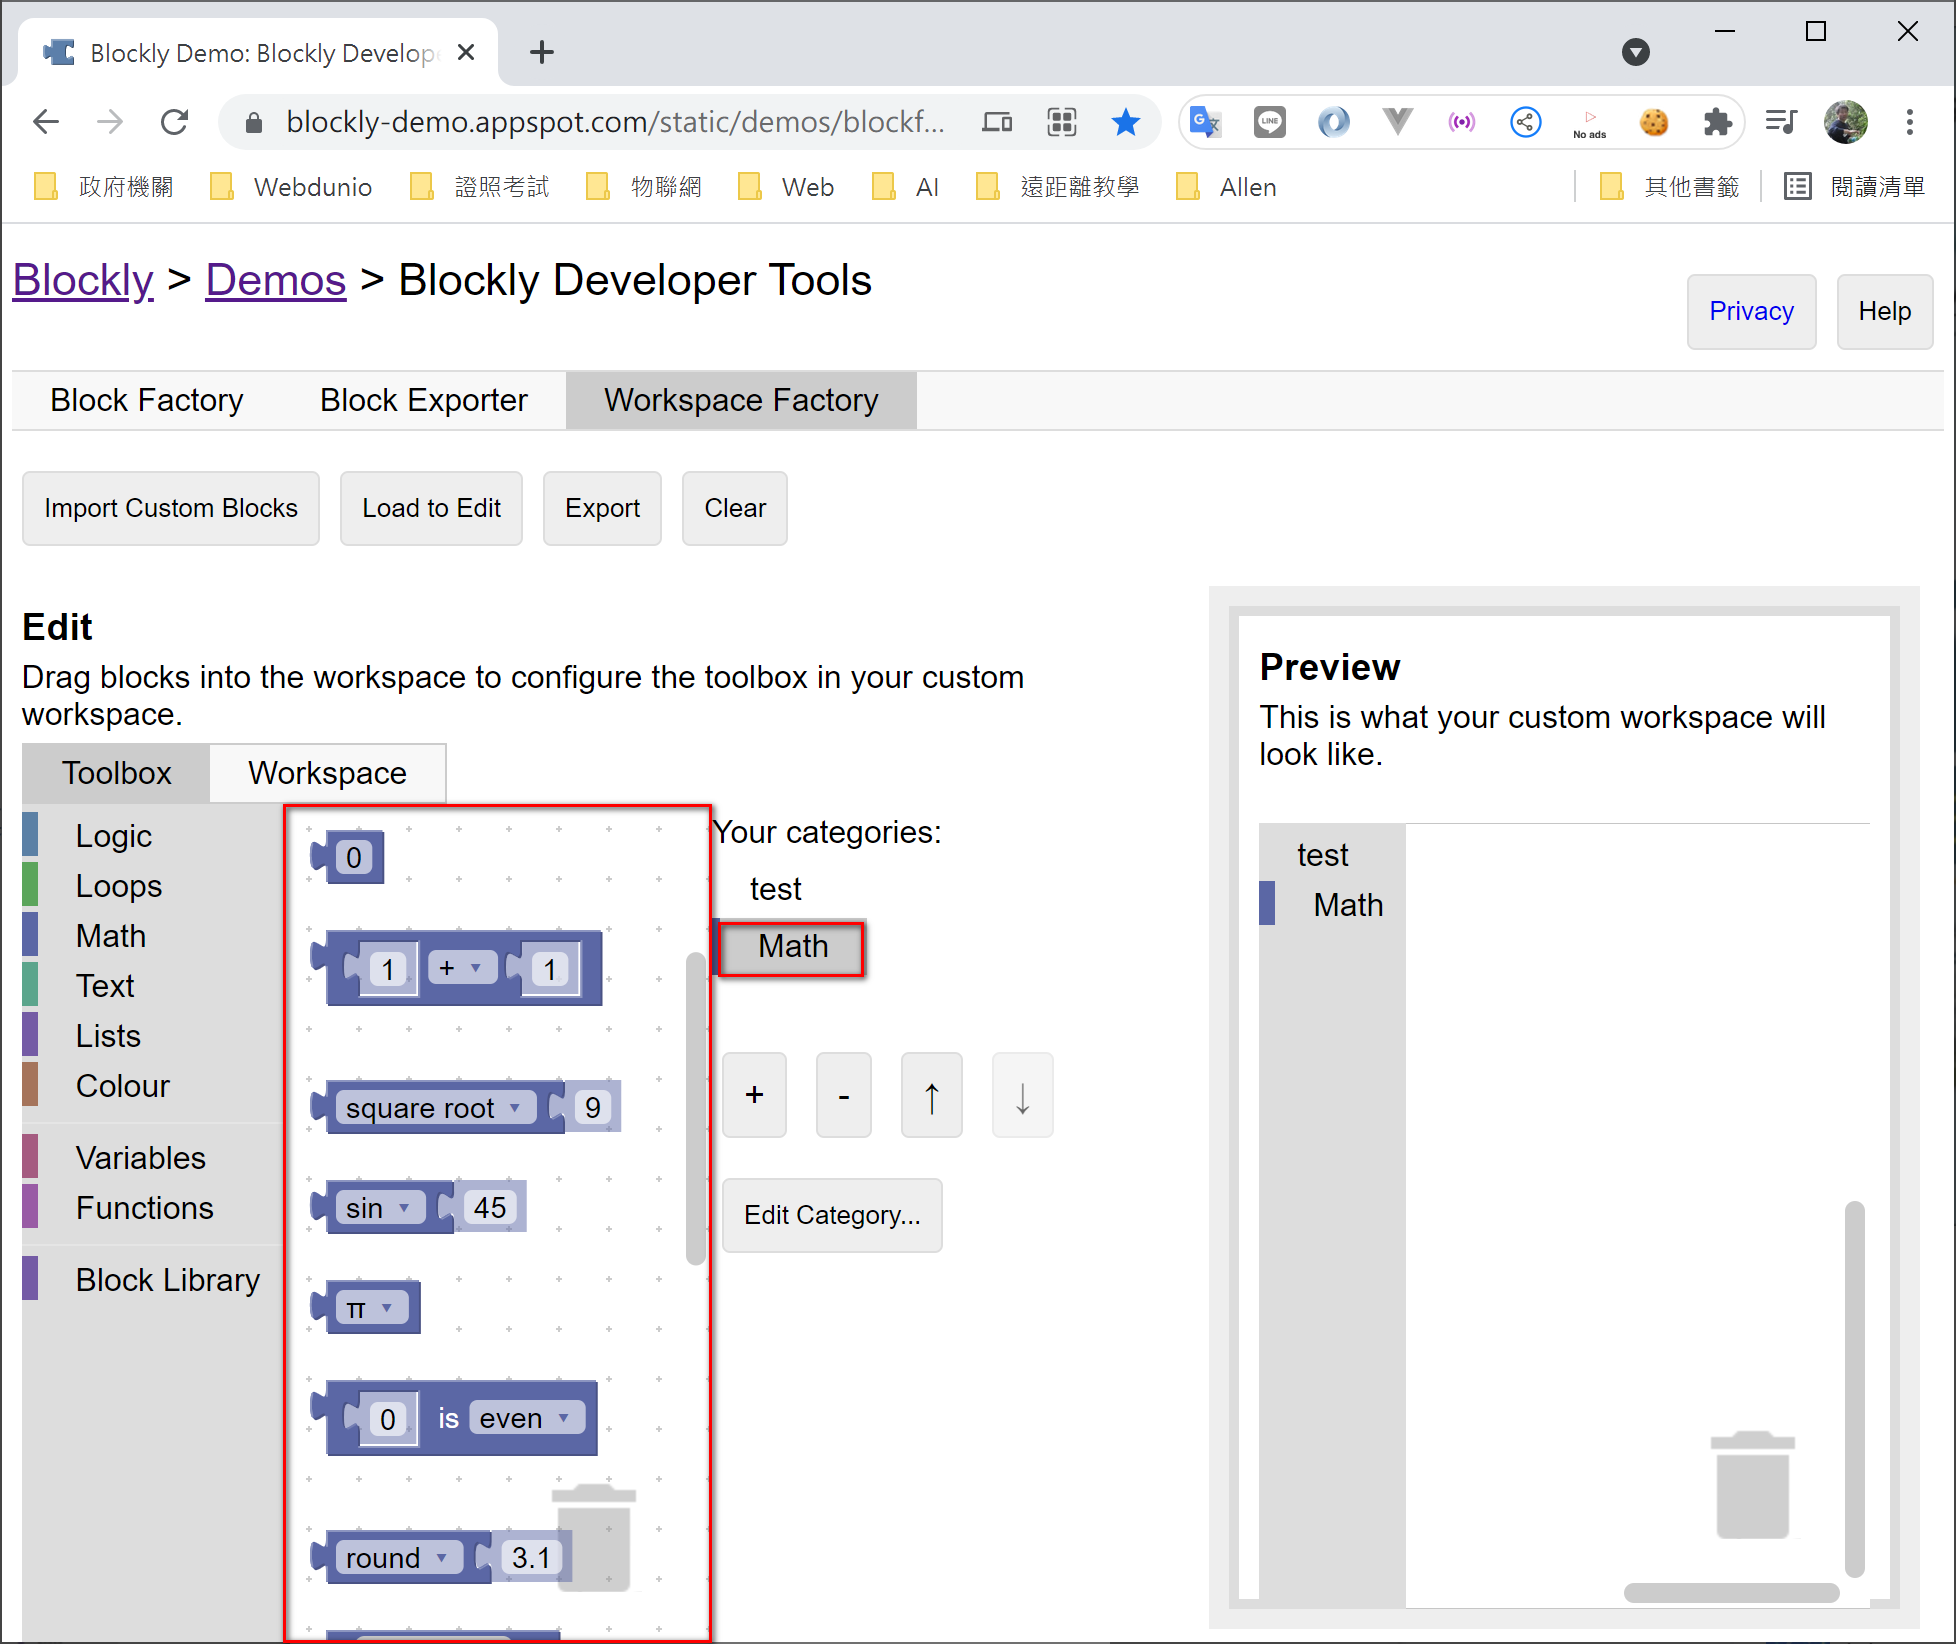 Blockly Demo: Blockly Develope
blockly-demo.appspot.com/static/demos/blockf...
LINE
No ads
政府機關 Webdunio 證照考試 物聯網 Web AI 遠距離教學 Allen 其他書籤 閱讀清單
Blockly > Demos > Blockly Developer Tools
Privacy Help
Block Factory Block Exporter Workspace Factory
Import Custom Blocks Load to Edit Export Clear
Edit
Drag blocks into the workspace to configure the toolbox in your custom
workspace.
Toolbox Workspace
Logic
Loops
Math
Text
Lists
Colour
Variables
Functions
Block Library
0
1 + 1
square root 9
sin 45
π
0 is even
round 3.1
Your categories:
test
Math
+ - ↑ ↓
Edit Category...
Preview
This is what your custom workspace will
look like.
test
Math